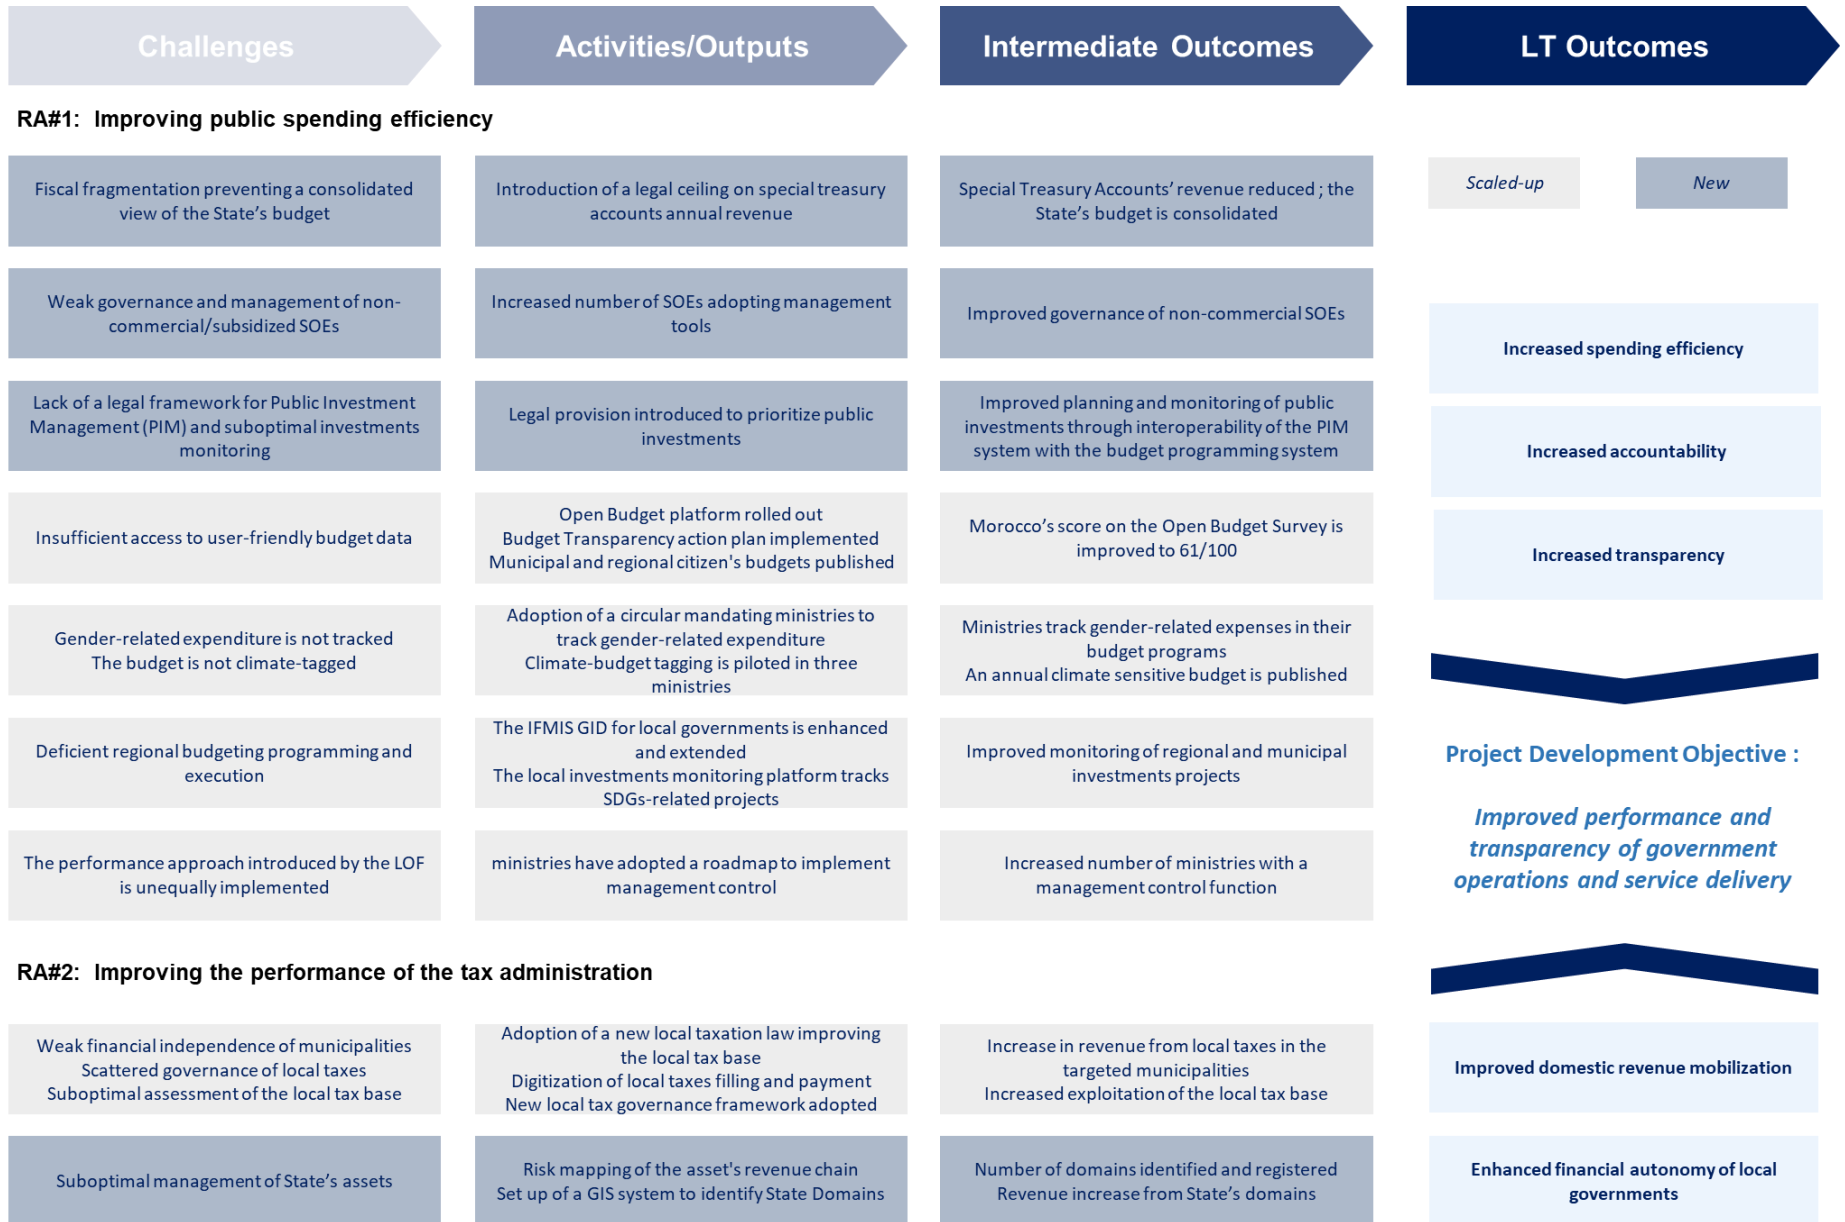 Challenges
Activities/Outputs
Intermediate Outcomes
LT Outcomes
RA#1: Improving public spending efficiency
Fiscal fragmentation preventing a consolidated
view of the State’s budget
Introduction of a legal ceiling on special treasury
accounts annual revenue
Special Treasury Accounts’ revenue reduced ; the
State’s budget is consolidated
Scaled-up
New
Weak governance and management of non-
commercial/subsidized SOEs
Increased number of SOEs adopting management
tools
Improved governance of non-commercial SOEs
Increased spending efficiency
Lack of a legal framework for Public Investment
Management (PIM) and suboptimal investments
monitoring
Legal provision introduced to prioritize public
investments
Improved planning and monitoring of public
investments through interoperability of the PIM
system with the budget programming system
Increased accountability
Insufficient access to user-friendly budget data
Open Budget platform rolled out
Budget Transparency action plan implemented
Municipal and regional citizen's budgets published
Morocco’s score on the Open Budget Survey is
improved to 61/100
Increased transparency
Gender-related expenditure is not tracked
The budget is not climate-tagged
Adoption of a circular mandating ministries to
track gender-related expenditure
Climate-budget tagging is piloted in three
ministries
Ministries track gender-related expenses in their
budget programs
An annual climate sensitive budget is published
Deficient regional budgeting programming and
execution
The IFMIS GID for local governments is enhanced
and extended
The local investments monitoring platform tracks
SDGs-related projects
Improved monitoring of regional and municipal
investments projects
Project Development Objective :
Improved performance and
transparency of government
operations and service delivery
The performance approach introduced by the LOF
is unequally implemented
ministries have adopted a roadmap to implement
management control
Increased number of ministries with a
management control function
RA#2: Improving the performance of the tax administration
Weak financial independence of municipalities
Scattered governance of local taxes
Suboptimal assessment of the local tax base
Adoption of a new local taxation law improving
the local tax base
Digitization of local taxes filling and payment
New local tax governance framework adopted
Increase in revenue from local taxes in the
targeted municipalities
Increased exploitation of the local tax base
Improved domestic revenue mobilization
Suboptimal management of State’s assets
Risk mapping of the asset's revenue chain
Set up of a GIS system to identify State Domains
Number of domains identified and registered
Revenue increase from State’s domains
Enhanced financial autonomy of local
governments